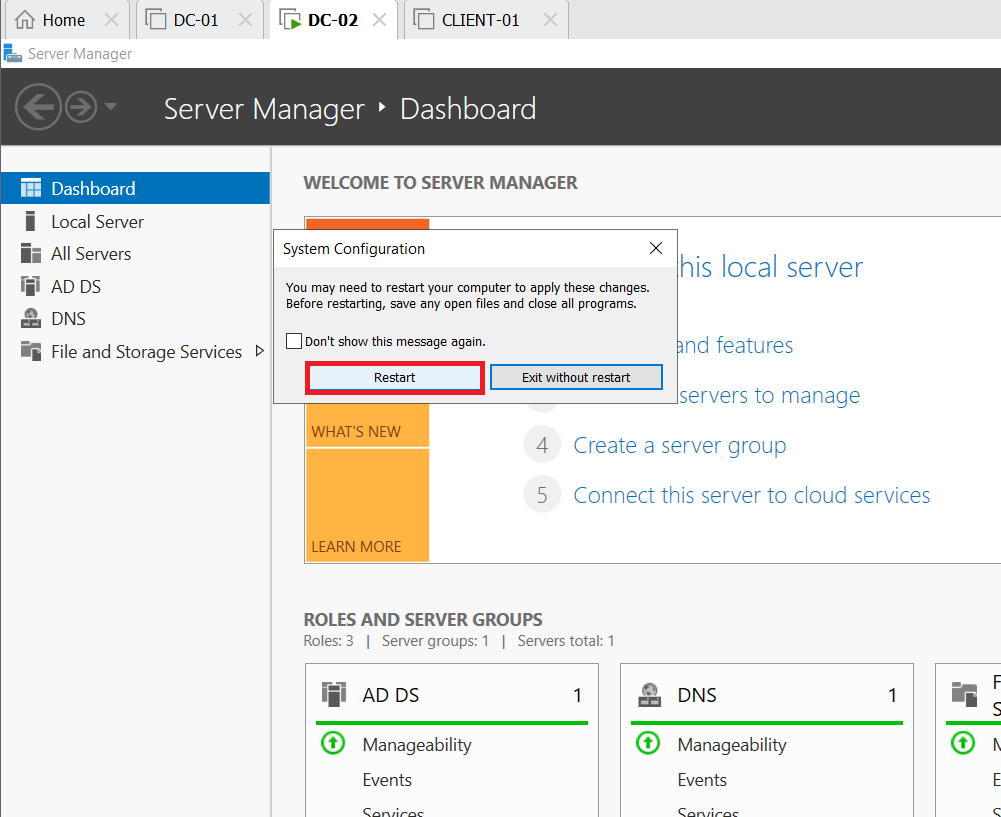 Home
DC-01
DC-02
CLIENT-01
Server Manager
Server Manager ‣ Dashboard
Dashboard
Local Server
All Servers
AD DS
DNS
File and Storage Services
WELCOME TO SERVER MANAGER
his local server
and features
servers to manage
4 Create a server group
5 Connect this server to cloud services
WHAT'S NEW
LEARN MORE
System Configuration
You may need to restart your computer to apply these changes.
Before restarting, save any open files and close all programs.
Don't show this message again.
Restart
Exit without restart
ROLES AND SERVER GROUPS
Roles: 3 | Server groups: 1 | Servers total: 1
AD DS 1
Manageability
Events
Services
DNS 1
Manageability
Events
Services
F
S
M
E